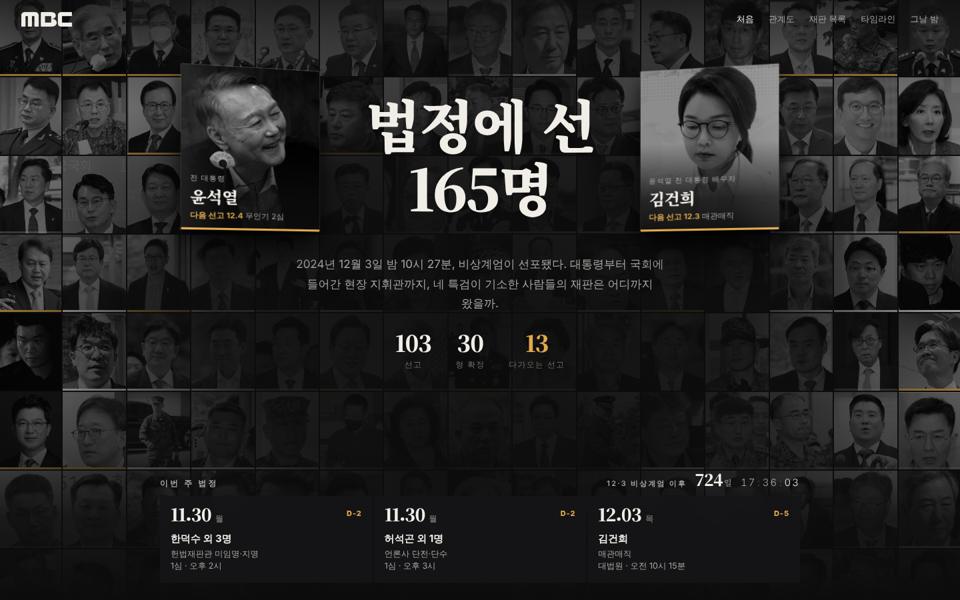 MBC
처음 관계도 재판 목록 타임라인 그날 밤
법정에 선
165명
전 대통령
윤석열
다음 선고 12.4 무인기 2심
윤석열 전 대통령 배우자
김건희
다음 선고 12.3 매관매직
2024년 12월 3일 밤 10시 27분, 비상계엄이 선포됐다. 대통령부터 국회에
들어간 현장 지휘관까지, 네 특검이 기소한 사람들의 재판은 어디까지
왔을까.
103 30 13
선고 형 확정 다가오는 선고
이번 주 법정
12·3 비상계엄 이후 724일 17:36:03
11.30 월 D-2
한덕수 외 3명
헌법재판관 미임명·지명
1심 · 오후 2시
11.30 월 D-2
허석곤 외 1명
언론사 단전·단수
1심 · 오후 3시
12.03 목 D-5
김건희
매관매직
대법원 · 오전 10시 15분